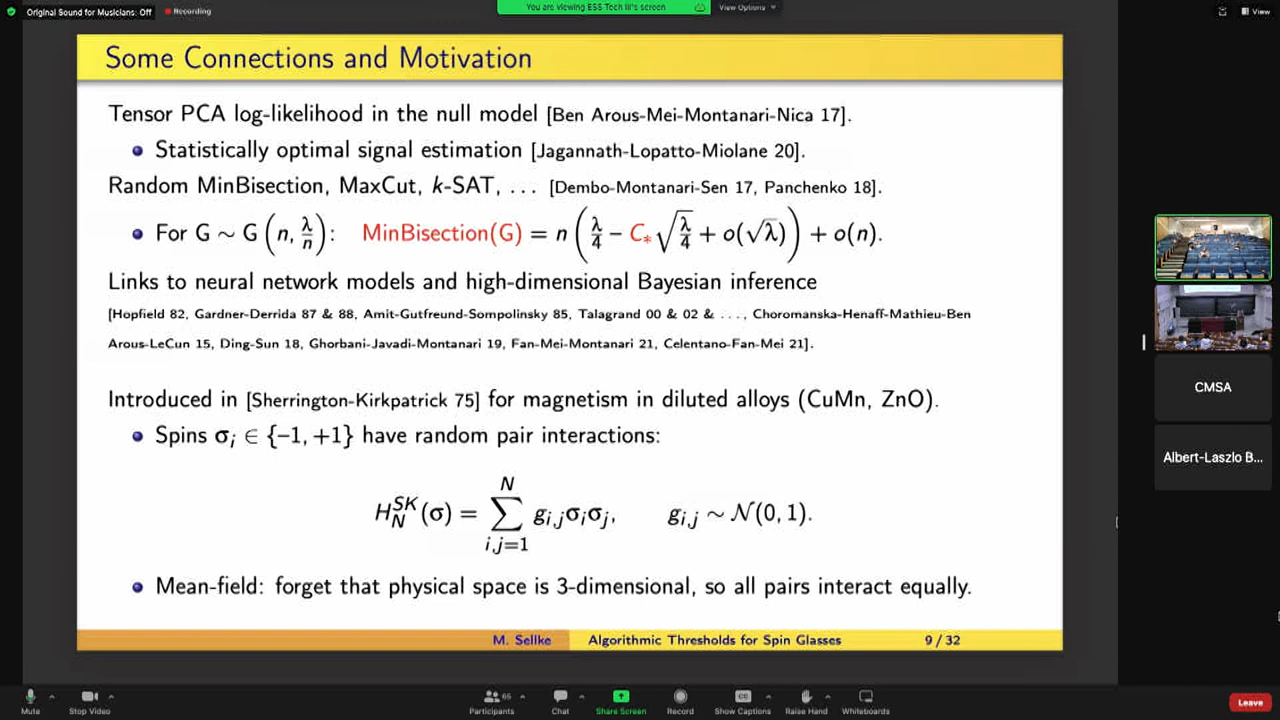 Original Sound for Musicians: Off
Recording
You are viewing ESS Tech III's screen
View Options
View
Some Connections and Motivation
Tensor PCA log-likelihood in the null model [Ben Arous-Mei-Montanari-Nica 17].
• Statistically optimal signal estimation [Jagannath-Lopatto-Miolane 20].
Random MinBisection, MaxCut, k-SAT, ... [Dembo-Montanari-Sen 17, Panchenko 18].
• For G ∼ G(n, λ/n): MinBisection(G) = n(λ/4 − C∗√(λ/4) + o(√λ)) + o(n).
Links to neural network models and high-dimensional Bayesian inference
[Hopfield 82, Gardner-Derrida 87 & 88, Amit-Gutfreund-Sompolinsky 85, Talagrand 00 & 02 & ..., Choromanska-Henaff-Mathieu-Ben
Arous-LeCun 15, Ding-Sun 18, Ghorbani-Javadi-Montanari 19, Fan-Mei-Montanari 21, Celentano-Fan-Mei 21].
Introduced in [Sherrington-Kirkpatrick 75] for magnetism in diluted alloys (CuMn, ZnO).
• Spins σᵢ ∈ {−1, +1} have random pair interactions:
H_N^{SK}(σ) = ∑_{i,j=1}^{N} g_{i,j}σᵢσⱼ, g_{i,j} ∼ 𝒩(0, 1).
• Mean-field: forget that physical space is 3-dimensional, so all pairs interact equally.
M. Sellke Algorithmic Thresholds for Spin Glasses 9 / 32
CMSA
Albert-Laszlo B...
Mute
Stop Video
65
Participants
Chat
Share Screen
Record
CC
Show Captions
Raise Hand
Whiteboards
Leave